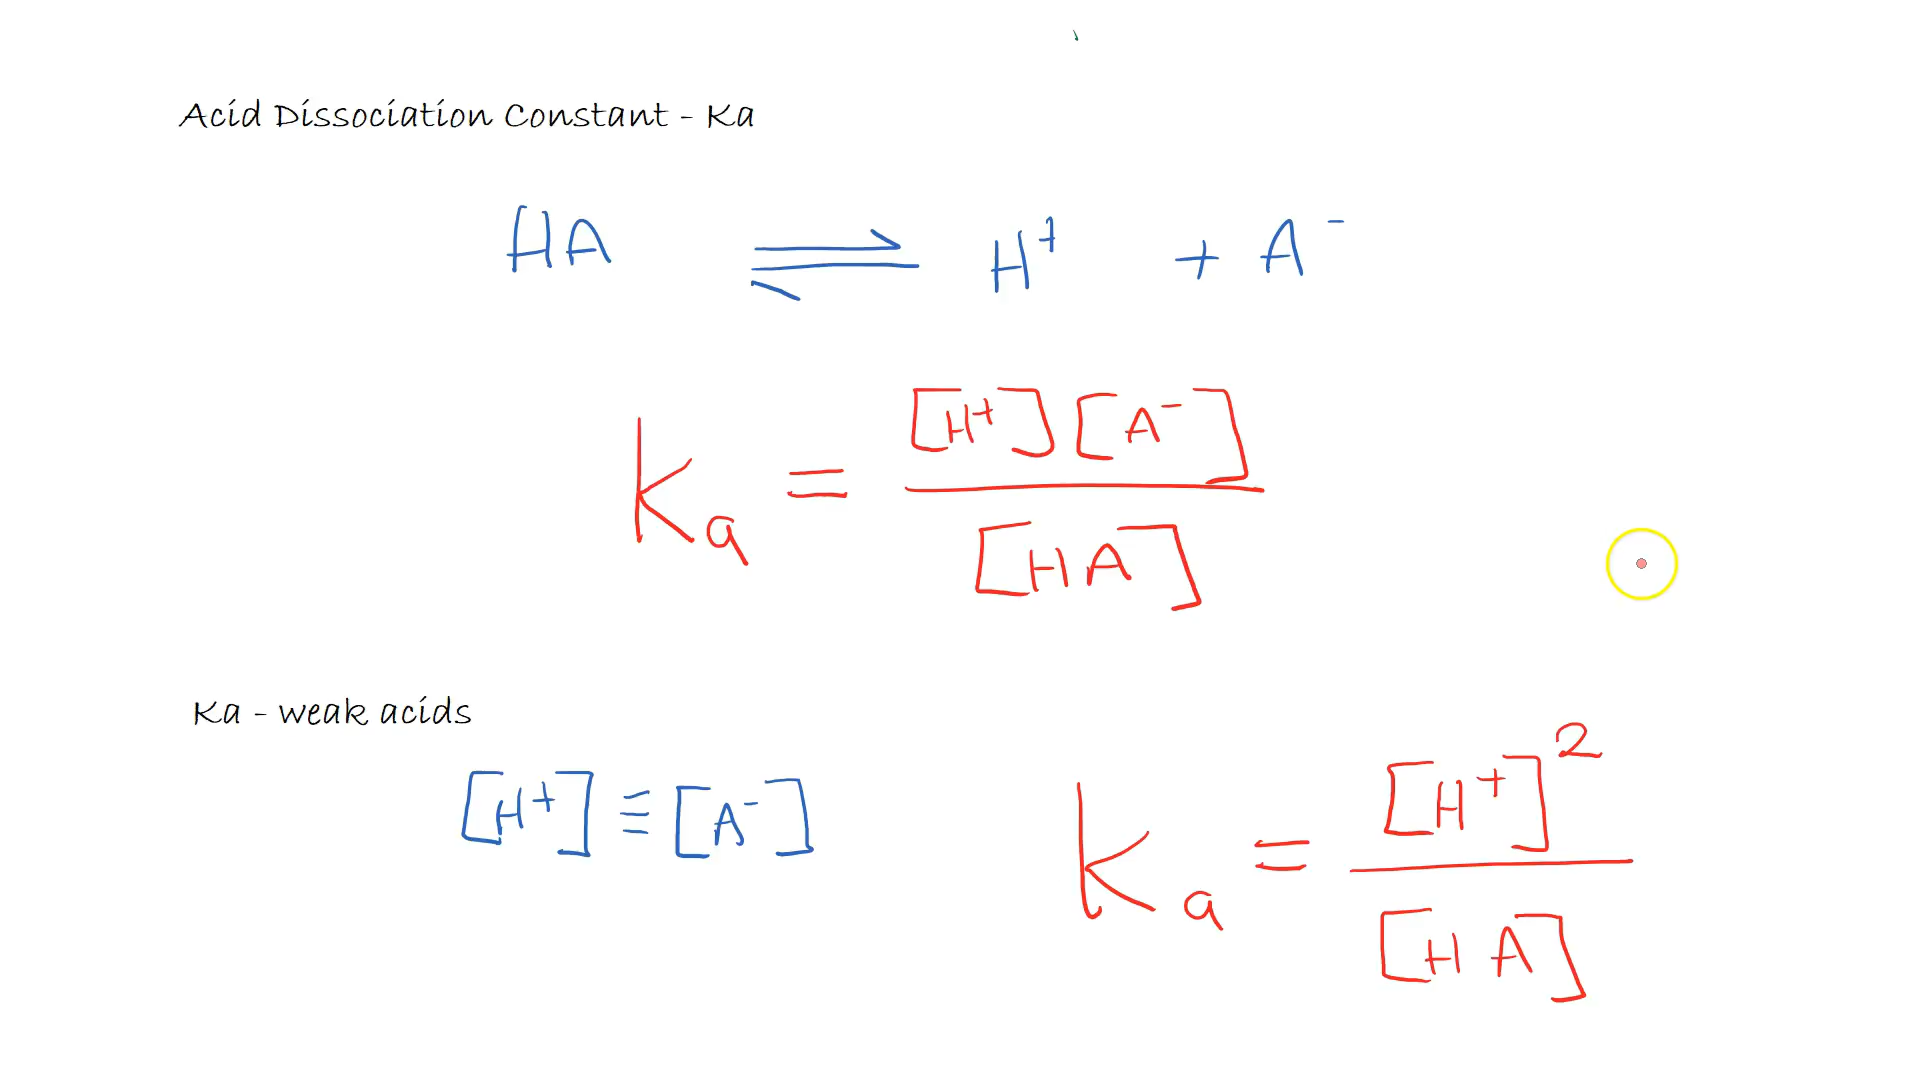 Acid Dissociation Constant - Ka
HA ⇌ H⁺ + A⁻
Ka = [H⁺][A⁻] / [HA]
Ka - weak acids
[H⁺] ≡ [A⁻]
Ka = [H⁺]² / [HA]